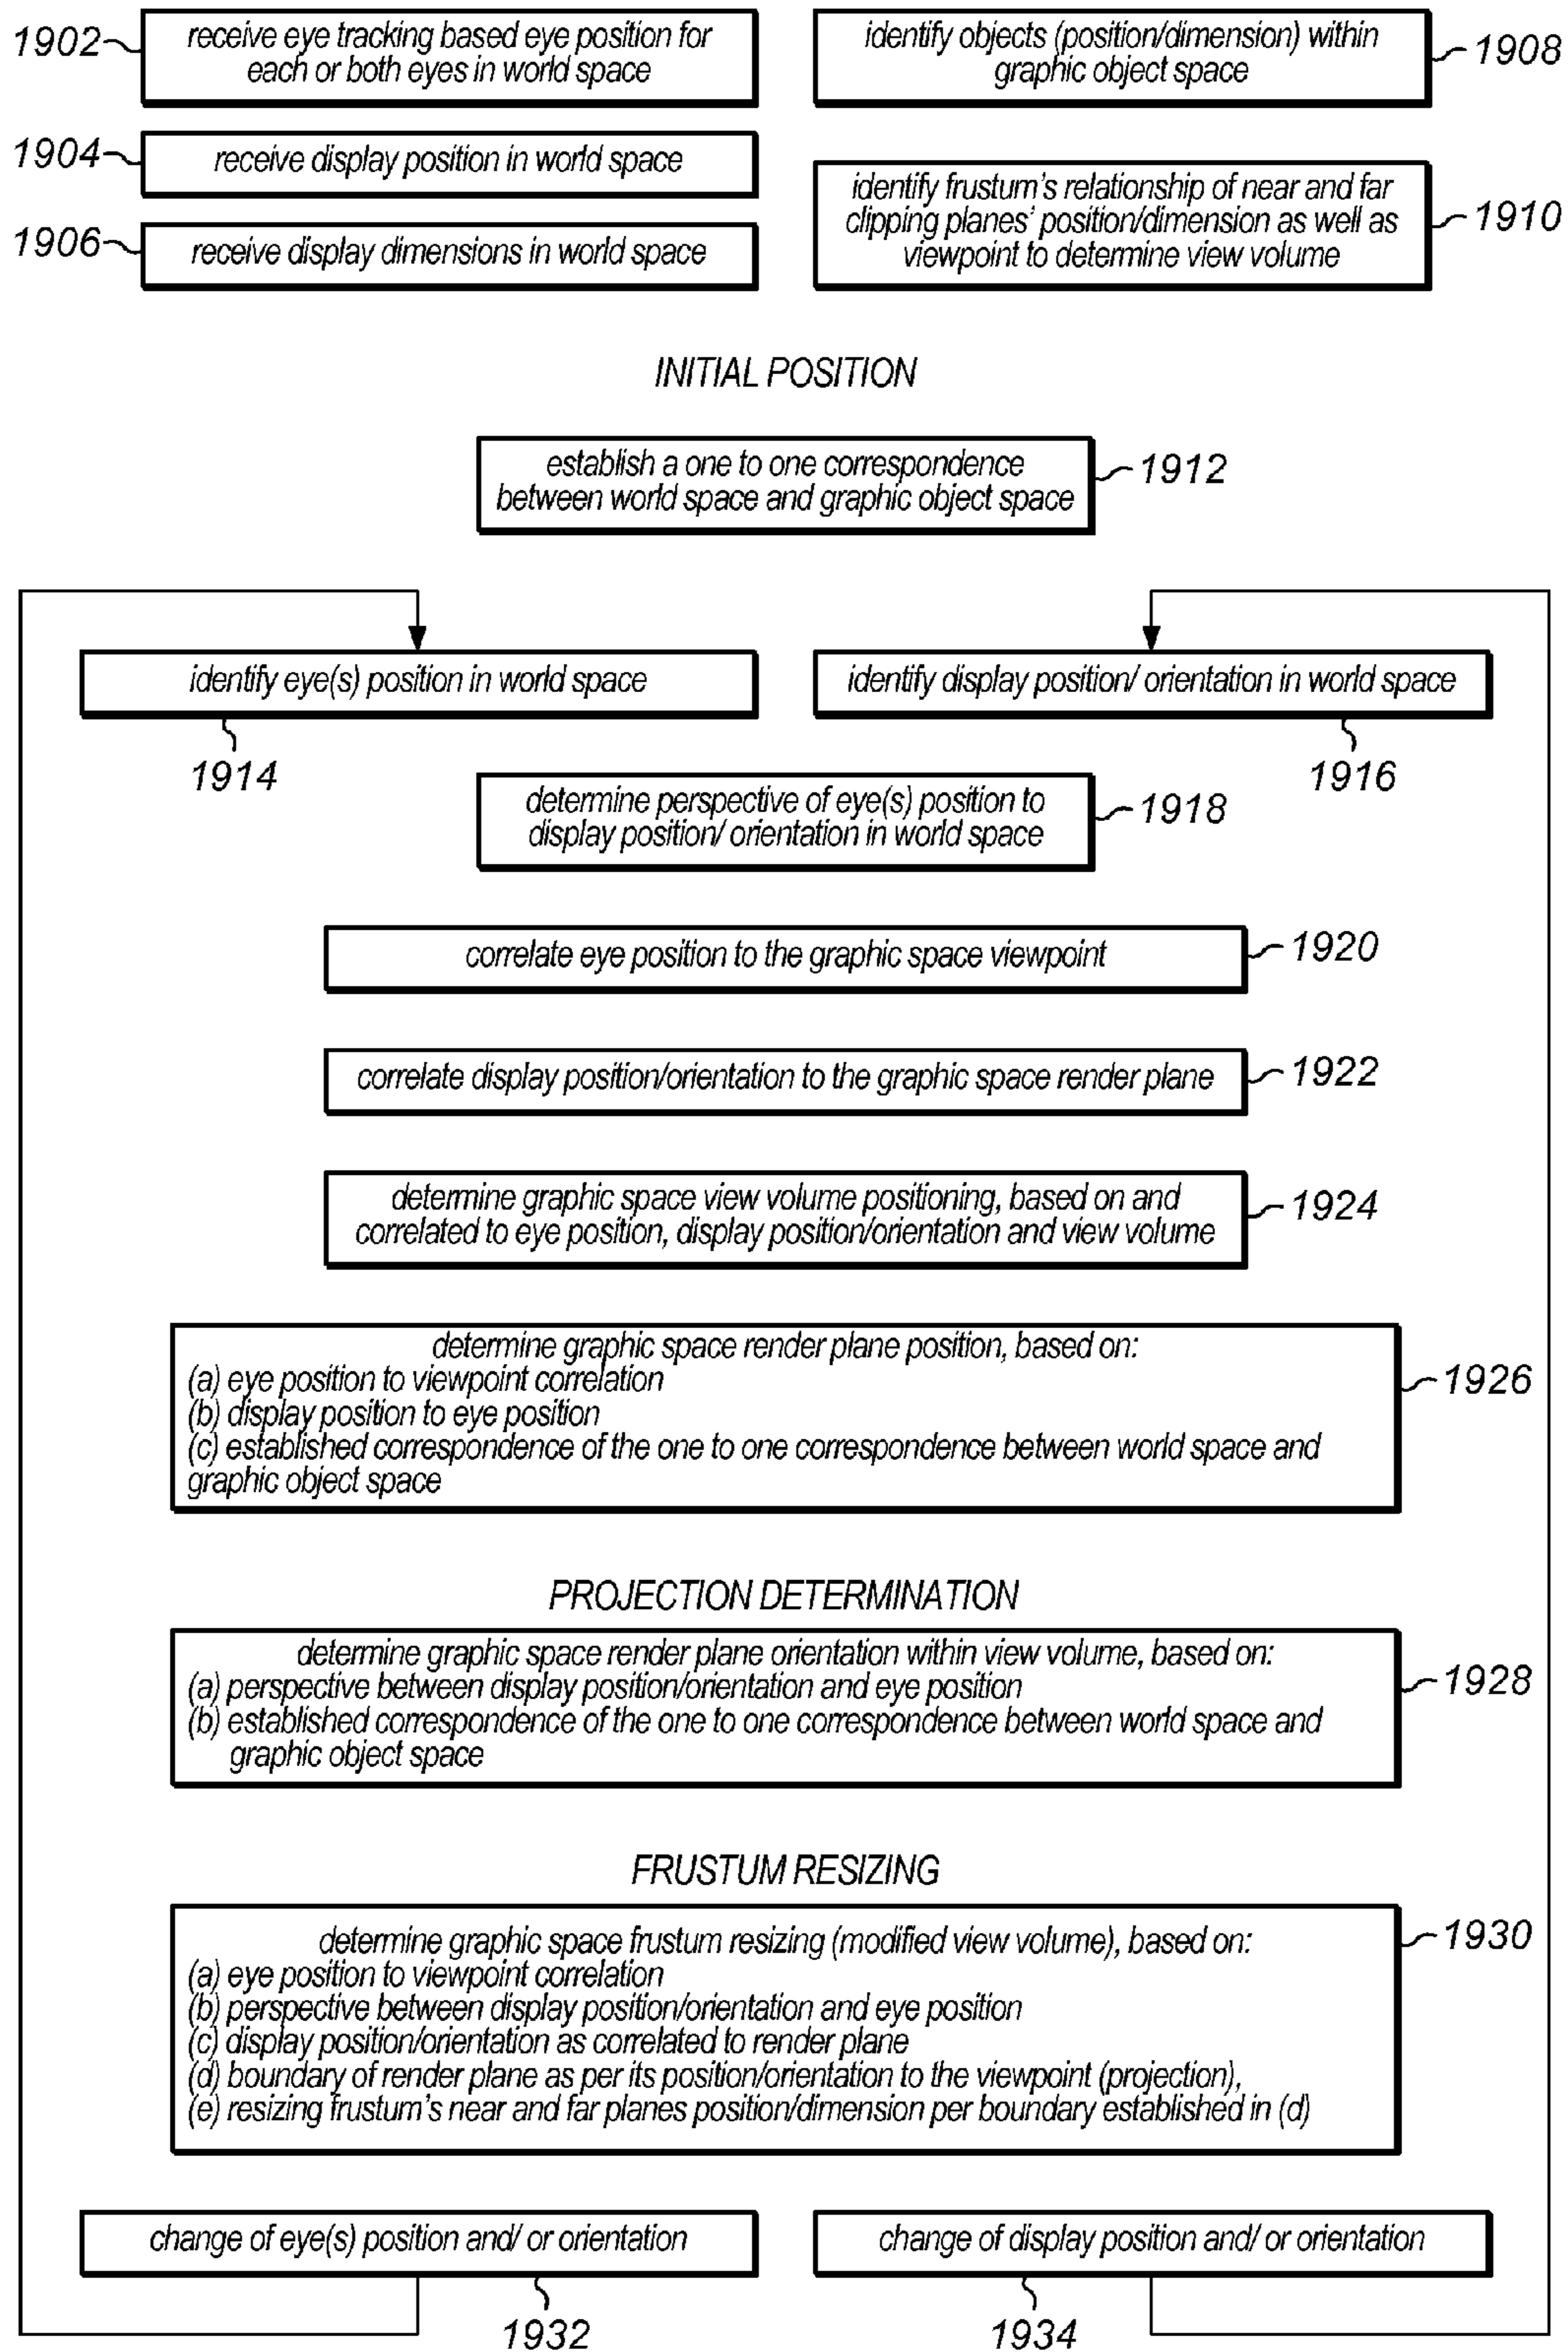 1902
receive eye tracking based eye position for
each or both eyes in world space
identify objects (position/dimension) within
graphic object space
1908
1904
receive display position in world space
identify frustum's relationship of near and far
clipping planes' position/dimension as well as
viewpoint to determine view volume
1910
1906
receive display dimensions in world space
INITIAL POSITION
establish a one to one correspondence
between world space and graphic object space
1912
identify eye(s) position in world space
identify display position/ orientation in world space
1914
1916
determine perspective of eye(s) position to
display position/ orientation in world space
1918
correlate eye position to the graphic space viewpoint
1920
correlate display position/orientation to the graphic space render plane
1922
determine graphic space view volume positioning, based on and
correlated to eye position, display position/orientation and view volume
1924
determine graphic space render plane position, based on:
(a) eye position to viewpoint correlation
(b) display position to eye position
(c) established correspondence of the one to one correspondence between world space and
graphic object space
1926
PROJECTION DETERMINATION
determine graphic space render plane orientation within view volume, based on:
(a) perspective between display position/orientation and eye position
(b) established correspondence of the one to one correspondence between world space and
graphic object space
1928
FRUSTUM RESIZING
determine graphic space frustum resizing (modified view volume), based on:
(a) eye position to viewpoint correlation
(b) perspective between display position/orientation and eye position
(c) display position/orientation as correlated to render plane
(d) boundary of render plane as per its position/orientation to the viewpoint (projection),
(e) resizing frustum's near and far planes position/dimension per boundary established in (d)
1930
change of eye(s) position and/ or orientation
change of display position and/ or orientation
1932
1934